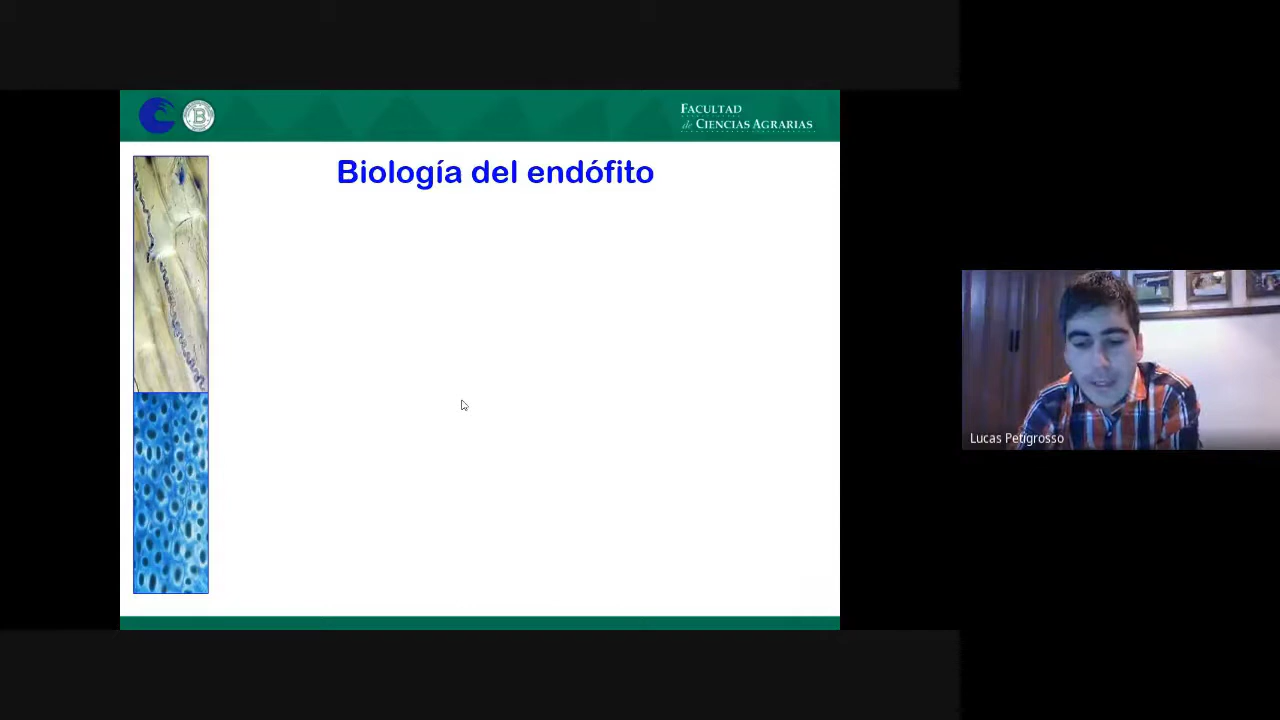 FACULTAD
de CIENCIAS AGRARIAS
Biología del endófito
Lucas Petigrosso